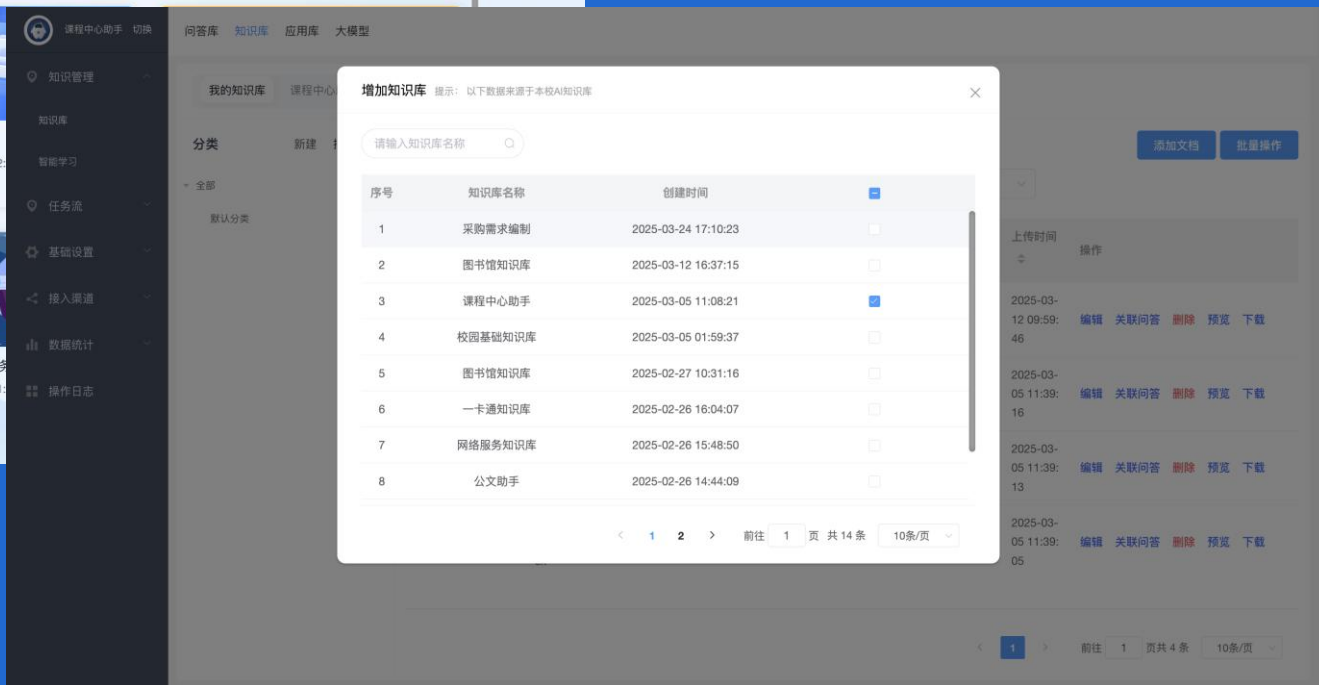 课程中心助手 切换
问答库 知识库 应用库 大模型
知识管理
知识库
智能学习
任务流
基础设置
接入渠道
数据统计
操作日志
我的知识库 课程中心
分类 新建
全部
默认分类
添加文档 批量操作
增加知识库 提示： 以下数据来源于本校AI知识库
请输入知识库名称
序号 知识库名称 创建时间
1 采购需求编制 2025-03-24 17:10:23
2 图书馆知识库 2025-03-12 16:37:15
3 课程中心助手 2025-03-05 11:08:21
4 校园基础知识库 2025-03-05 01:59:37
5 图书馆知识库 2025-02-27 10:31:16
6 一卡通知识库 2025-02-26 16:04:07
7 网络服务知识库 2025-02-26 15:48:50
8 公文助手 2025-02-26 14:44:09
1 2 前往 1 页 共 14 条 10条/页
上传时间 操作
2025-03-
12 09:59: 编辑 关联问答 删除 预览 下载
46
2025-03-
05 11:39: 编辑 关联问答 删除 预览 下载
16
2025-03-
05 11:39: 编辑 关联问答 删除 预览 下载
13
2025-03-
05 11:39: 编辑 关联问答 删除 预览 下载
05
1 前往 1 页共 4 条 10条/页